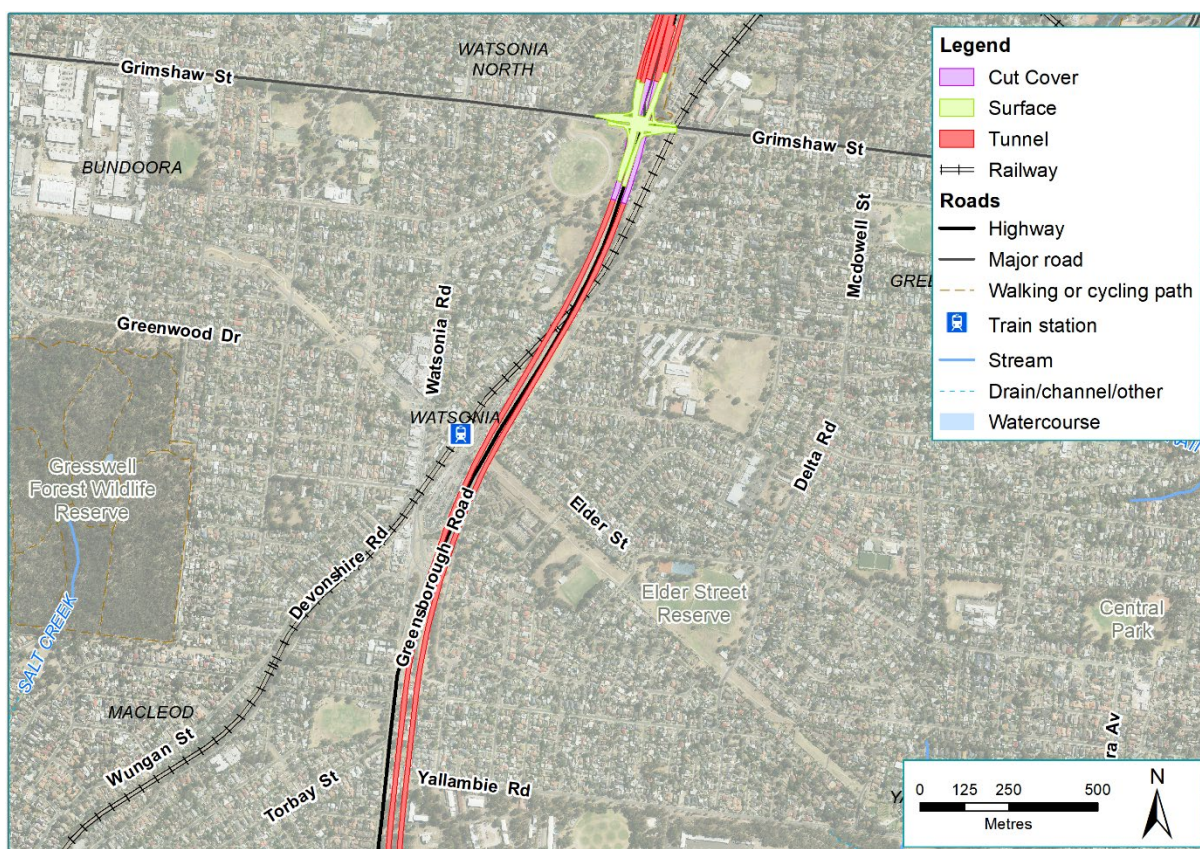 WATSONIA
NORTH
Grimshaw St
BUNDOORA
Grimshaw St
Mcdowell St
Greenwood Dr
Watsonia Rd
WATSONIA
Gresswell
Forest Wildlife
Reserve
Delta Rd
Elder St
Devonshire Rd
Greensborough Road
Elder Street
Reserve
Central
Park
SALT CREEK
MACLEOD
Wungan St
Torbay St
Yallambie Rd
Legend
Cut Cover
Surface
Tunnel
Railway
Roads
Highway
Major road
Walking or cycling path
Train station
Stream
Drain/channel/other
Watercourse
0 125 250 500
Metres
N